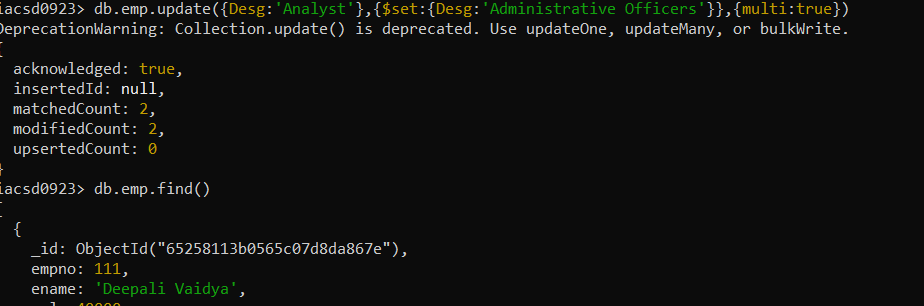 iacsd0923> db.emp.update({Desg:'Analyst'},{$set:{Desg:'Administrative Officers'}},{multi:true})
DeprecationWarning: Collection.update() is deprecated. Use updateOne, updateMany, or bulkWrite.
{
  acknowledged: true,
  insertedId: null,
  matchedCount: 2,
  modifiedCount: 2,
  upsertedCount: 0
}
iacsd0923> db.emp.find()
[
  {
    _id: ObjectId("65258113b0565c07d8da867e"),
    empno: 111,
    ename: 'Deepali Vaidya',